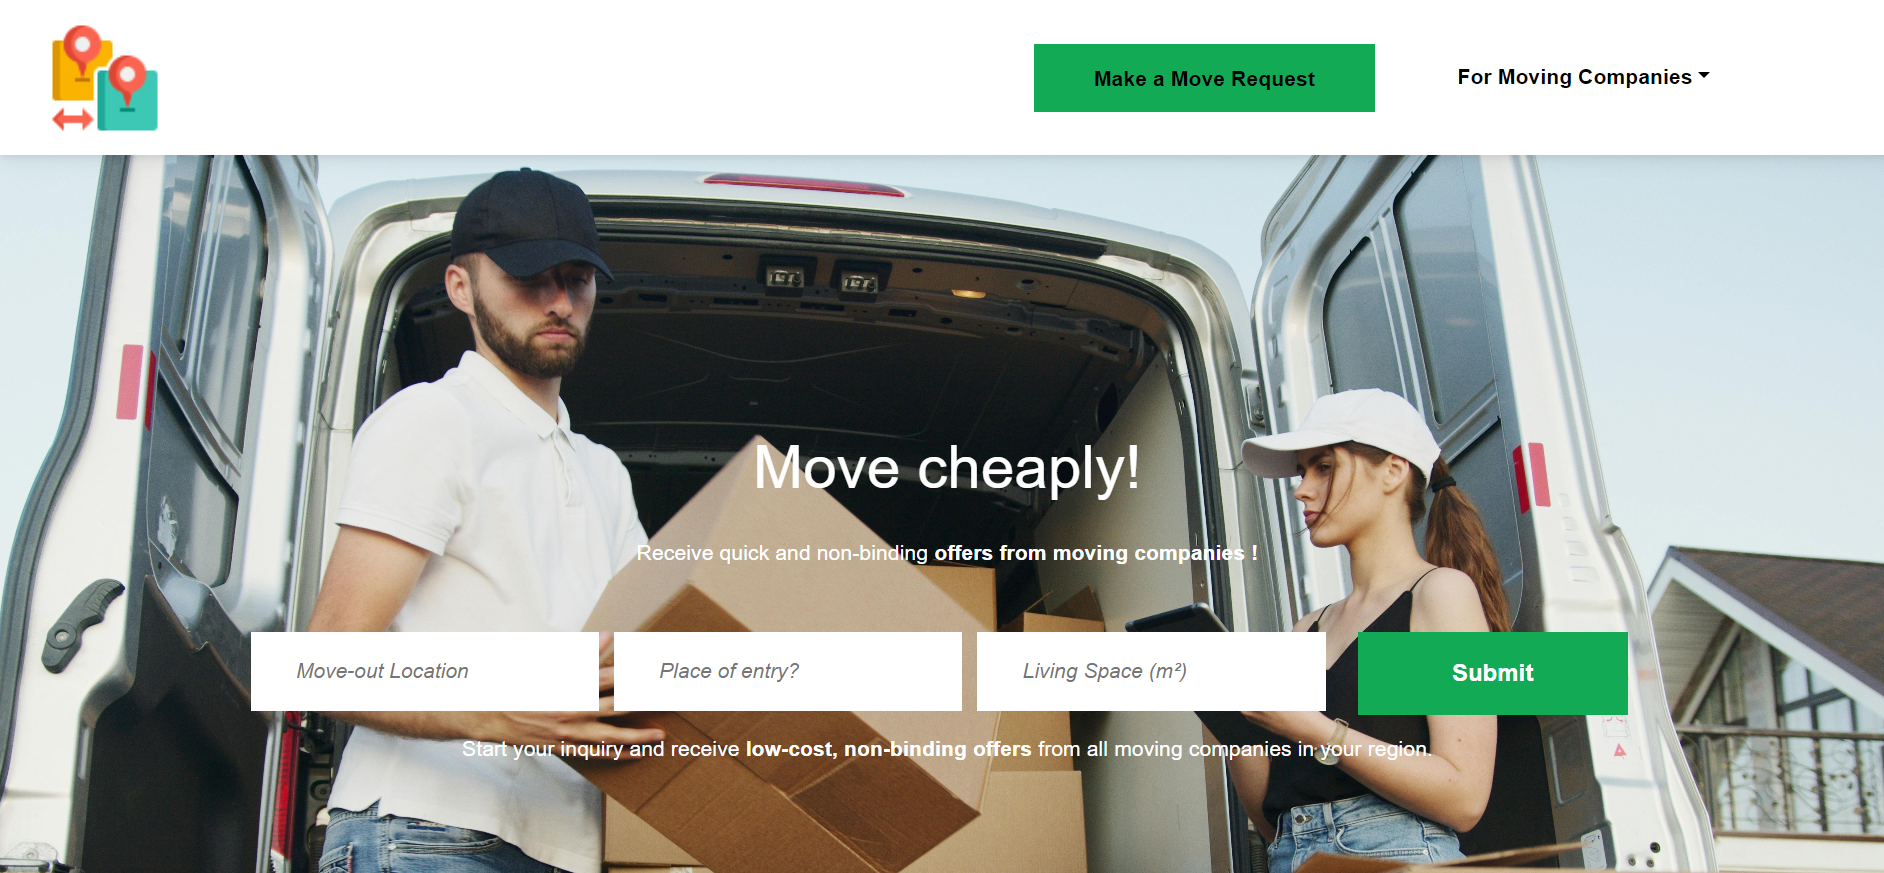 Make a Move Request
For Moving Companies
Move cheaply!
Receive quick and non-binding offers from moving companies !
Move-out Location
Place of entry?
Living Space (m²)
Submit
Start your inquiry and receive low-cost, non-binding offers from all moving companies in your region.